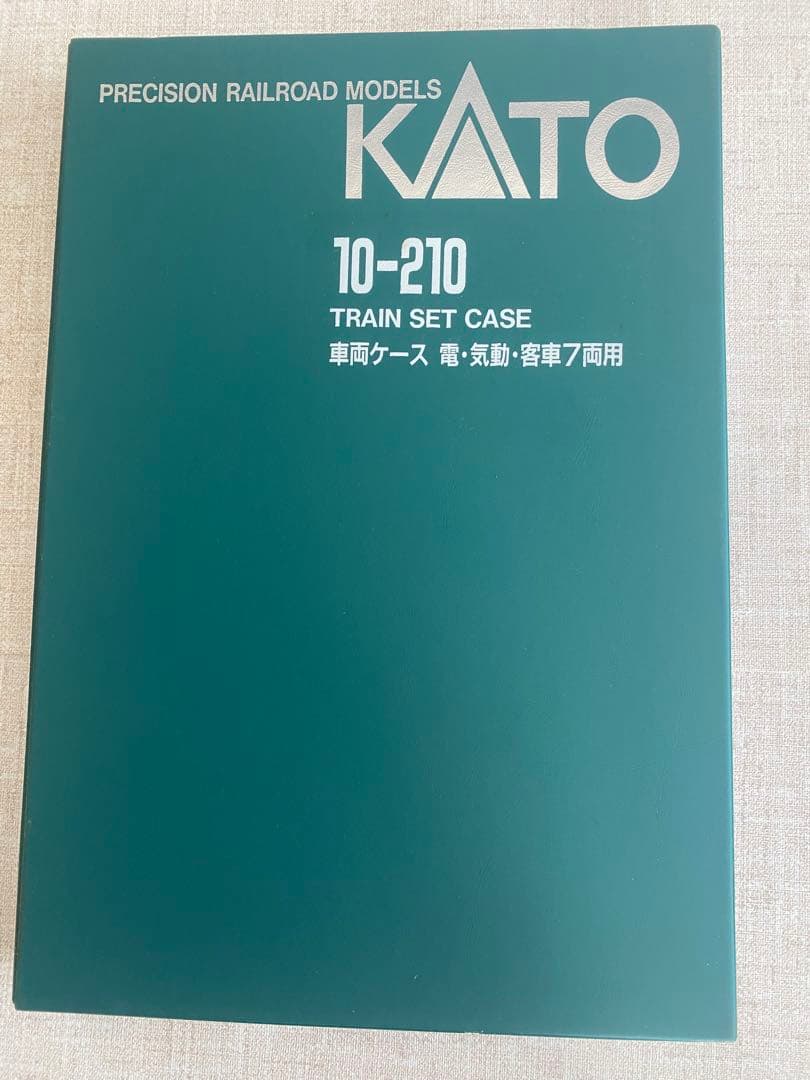 PRECISION RAILROAD MODELS
KATO
10-210
TRAIN SET CASE
車両ケース 電・気動・客車7両用